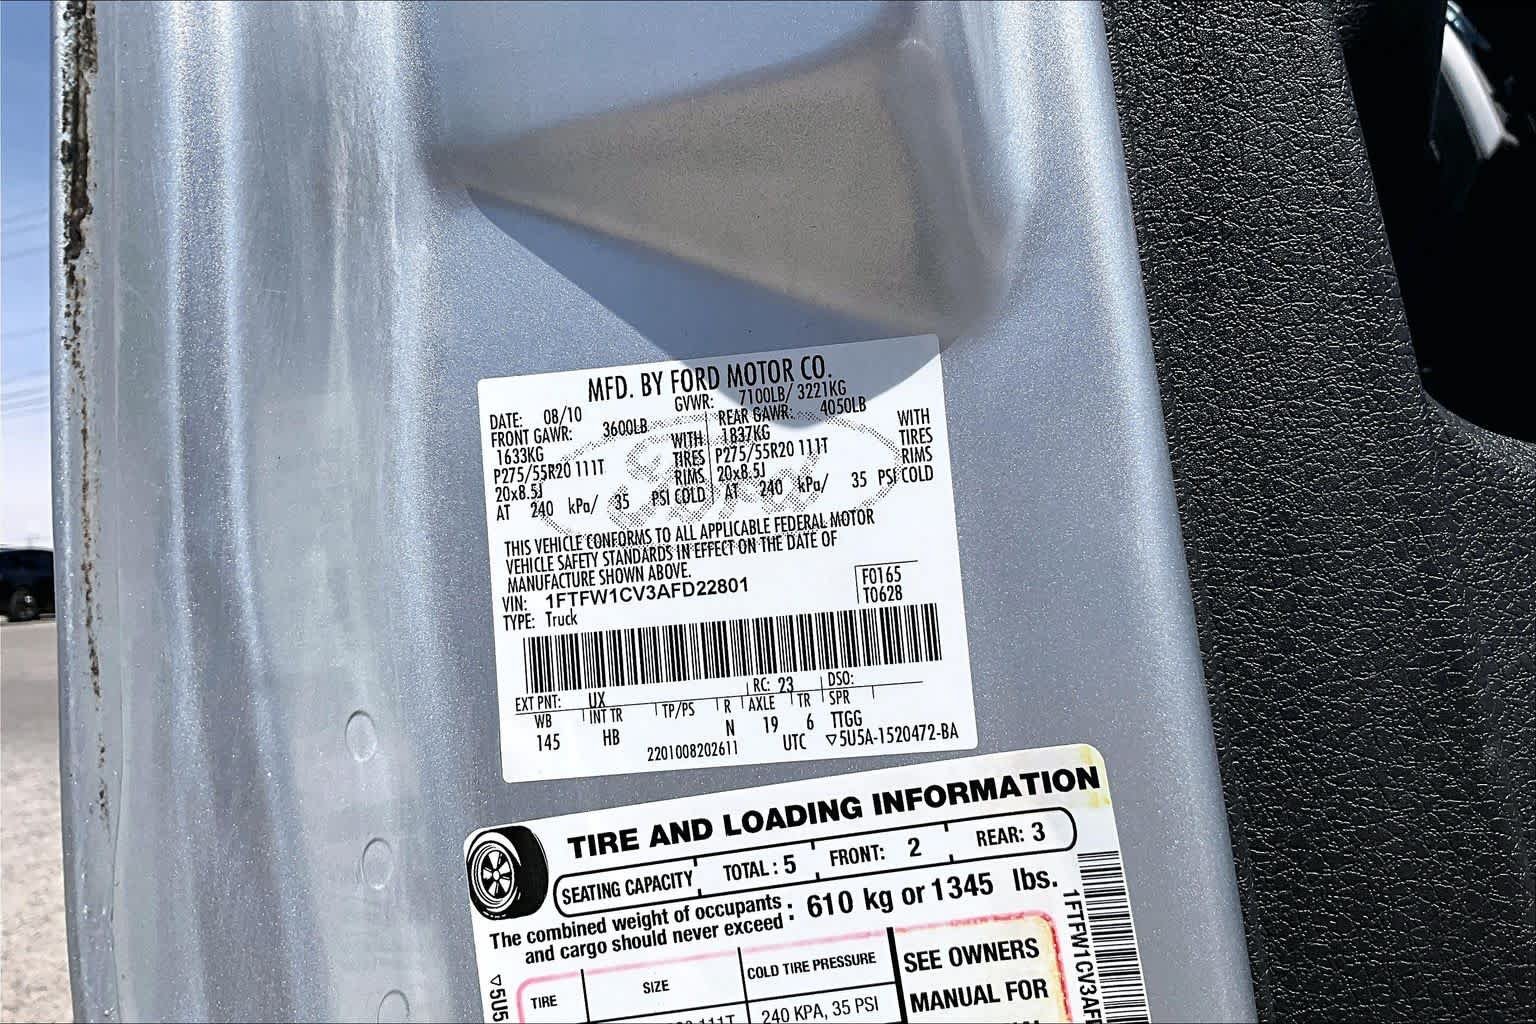 MFD. BY FORD MOTOR CO.
DATE: 08/10 GVWR: 7100LB/ 3221KG
FRONT GAWR: 3600LB REAR GAWR: 4050LB
1633KG WITH 1837KG WITH
P275/55R20 111T TIRES P275/55R20 111T TIRES
20x8.5J RIMS 20x8.5J RIMS
AT 240 kPa/ 35 PSI COLD AT 240 kPa/ 35 PSI COLD
Ford
THIS VEHICLE CONFORMS TO ALL APPLICABLE FEDERAL MOTOR
VEHICLE SAFETY STANDARDS IN EFFECT ON THE DATE OF
MANUFACTURE SHOWN ABOVE.
VIN: 1FTFW1CV3AFD22801 F0165
TYPE: Truck T062B
EXT PNT: UX RC: 23 DSO:
WB INT TR TP/PS R AXLE TR SPR
145 HB N 19 6 TTGG
2201008202611 UTC ▽5U5A-1520472-BA
TIRE AND LOADING INFORMATION
SEATING CAPACITY TOTAL : 5 FRONT: 2 REAR: 3
The combined weight of occupants
and cargo should never exceed : 610 kg or 1345 lbs.
TIRE SIZE COLD TIRE PRESSURE SEE OWNERS
MANUAL FOR
111T 240 KPA, 35 PSI
▽5U5
1FTFW1CV3AF